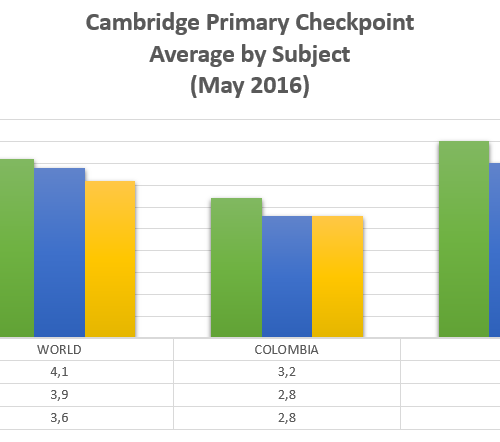 Cambridge Primary Checkpoint
Average by Subject
(May 2016)
WORLD COLOMBIA
4,1 3,2
3,9 2,8
3,6 2,8